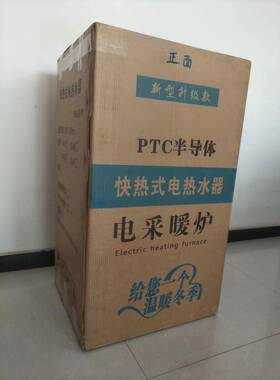 正面
新型升级款
PTC半导体
快热式电热水器
电采暖炉
Electric heating furnace
给您一个
温暖冬季